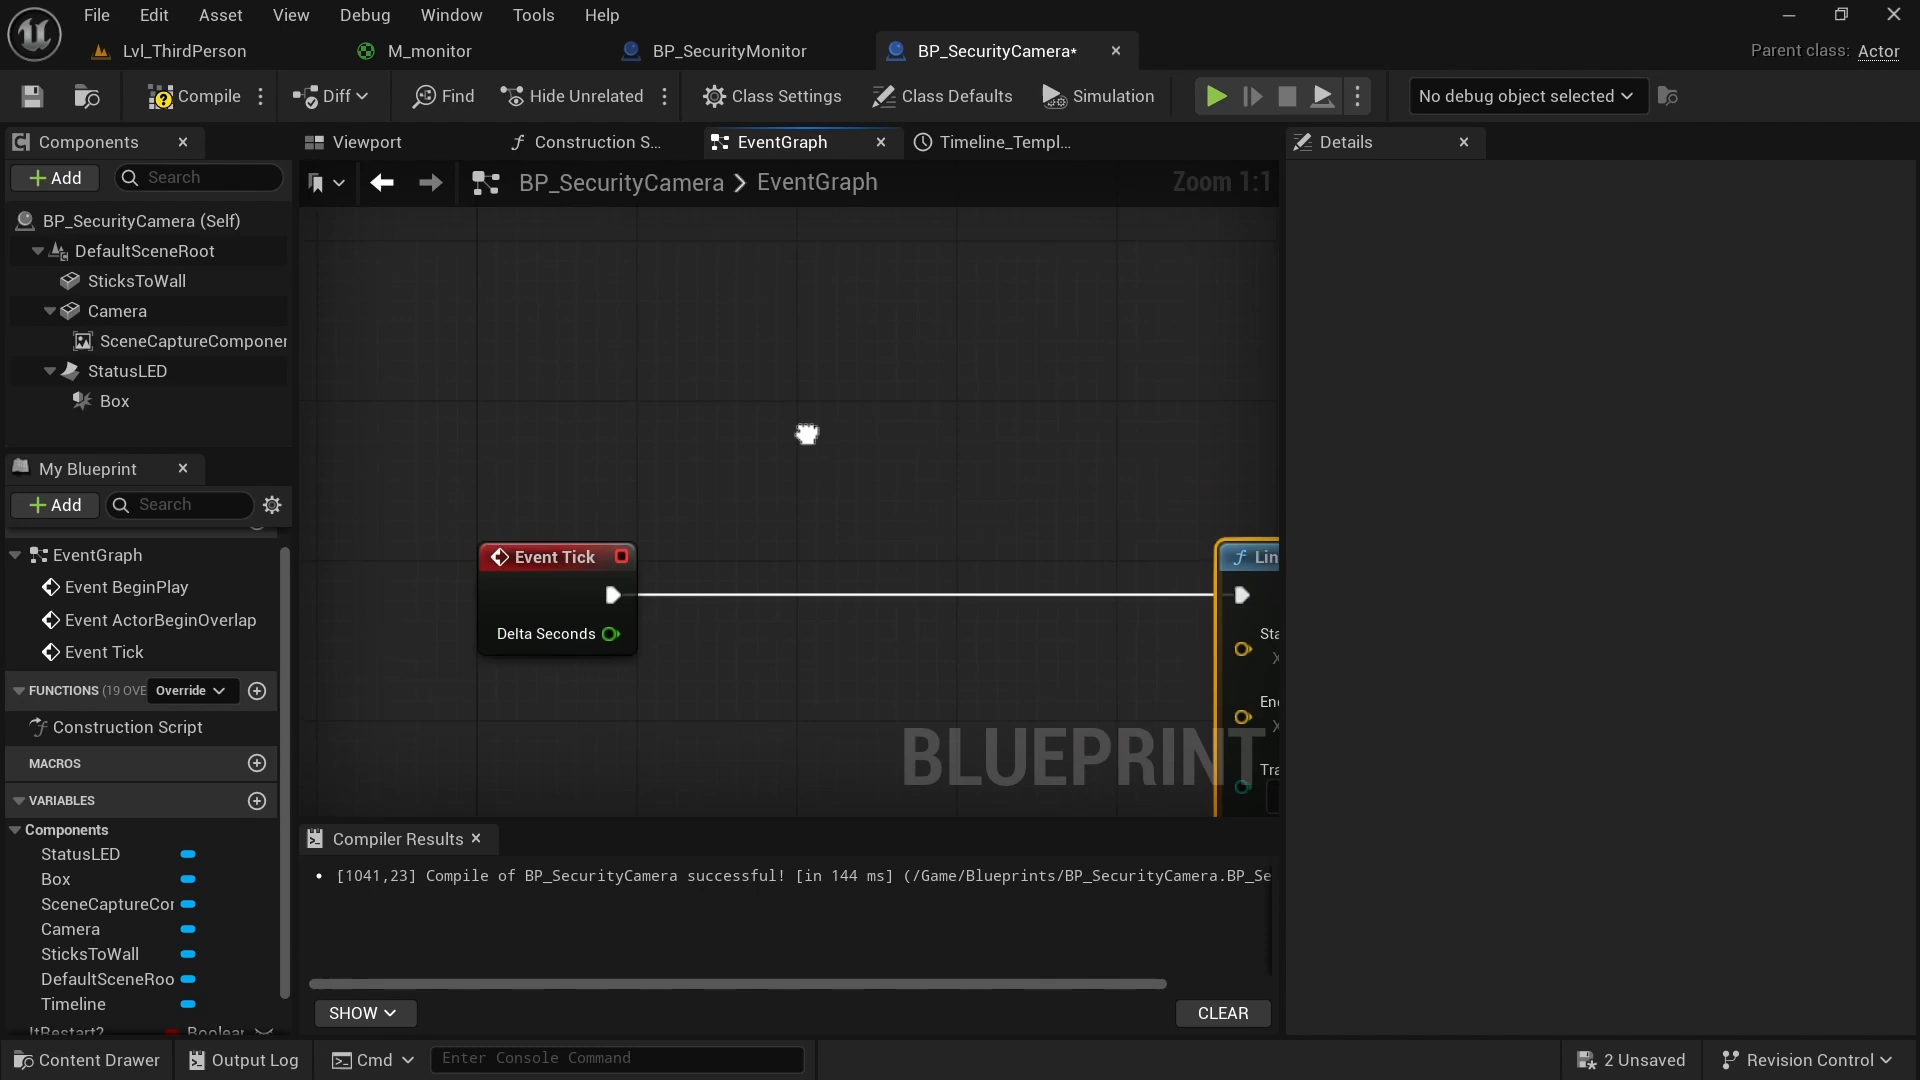 File Edit Asset View Debug Window Tools Help
Lvl_ThirdPerson M_monitor BP_SecurityMonitor BP_SecurityCamera* Parent class: Actor
Compile Diff Find Hide Unrelated Class Settings Class Defaults Simulation No debug object selected
Components Viewport Construction S... EventGraph Timeline_Templ... Details
Add Search
BP_SecurityCamera EventGraph Zoom 1:1
BP_SecurityCamera (Self)
DefaultSceneRoot
SticksToWall
Camera
SceneCaptureComponer
StatusLED
Box
My Blueprint
Add Search
EventGraph
Event BeginPlay
Event ActorBeginOverlap
Event Tick
FUNCTIONS (19 OVE Override
Construction Script
MACROS
VARIABLES
Components
StatusLED
Box
SceneCaptureCor
Camera
SticksToWall
DefaultSceneRoo
Timeline
ItRestart? Boolear
Event Tick
Delta Seconds
f Lin
Sta
X
End
X
Tra
BLUEPRINT
Compiler Results
• [1041,23] Compile of BP_SecurityCamera successful! [in 144 ms] (/Game/Blueprints/BP_SecurityCamera.BP_Se
SHOW CLEAR
Content Drawer Output Log Cmd Enter Console Command 2 Unsaved Revision Control